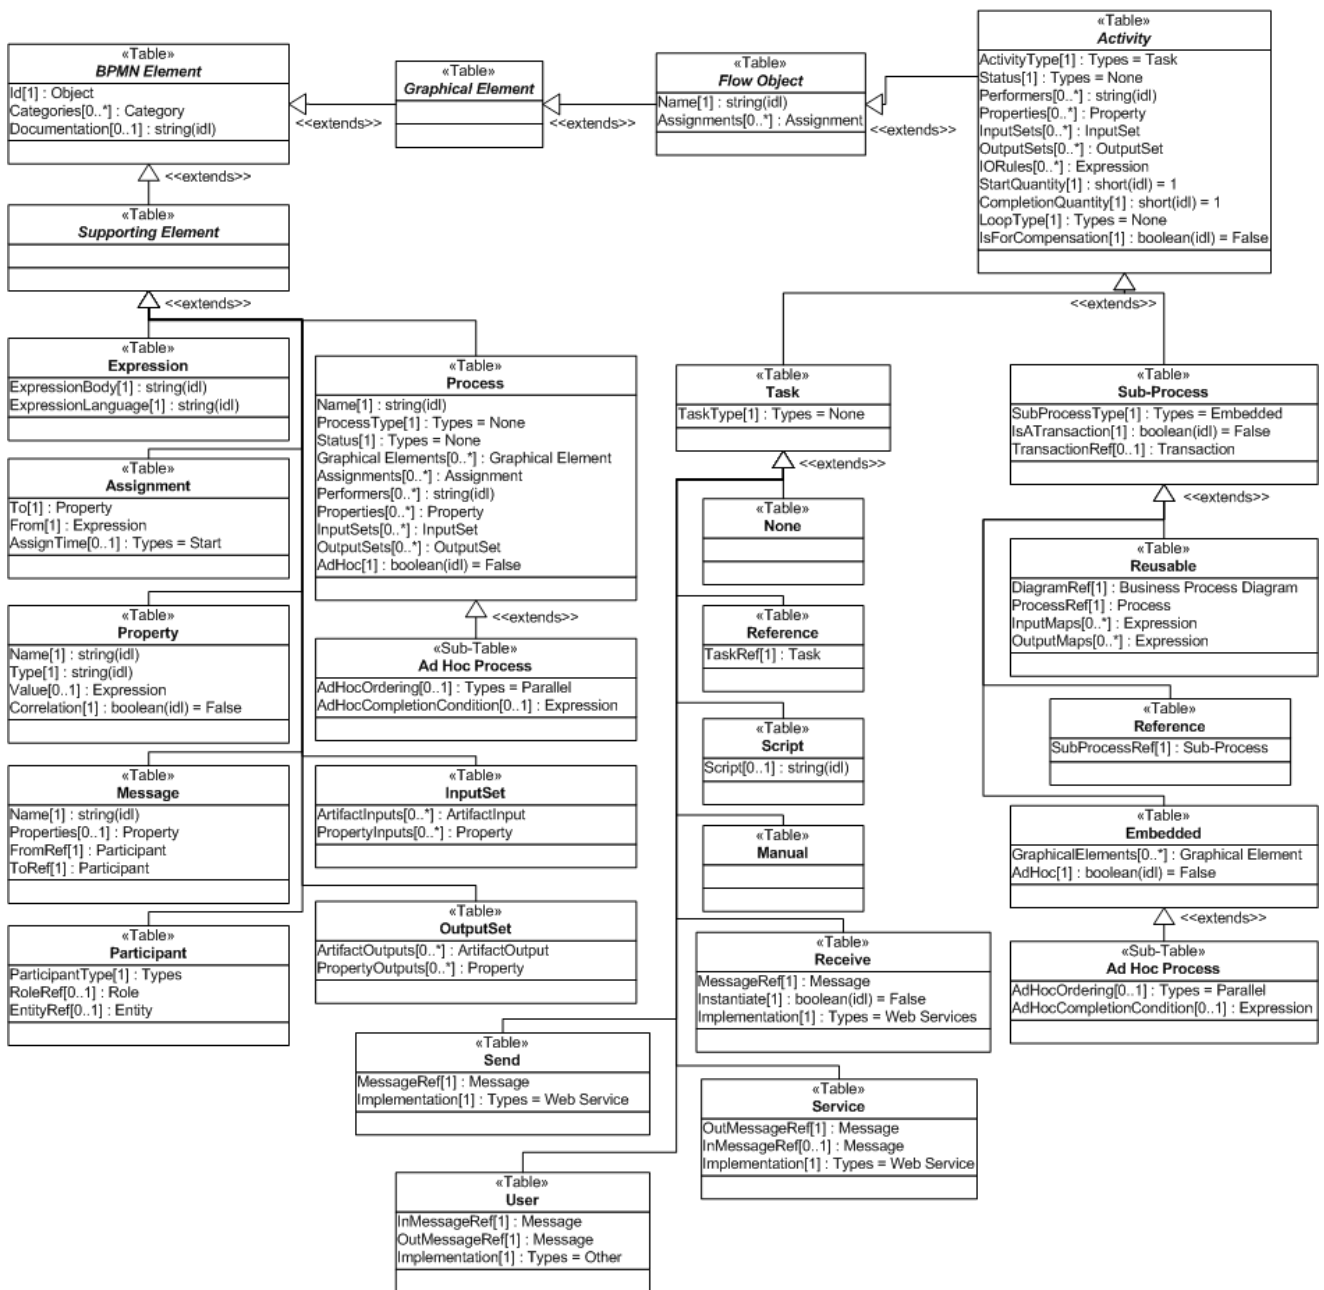 «Table»
BPMN Element
Id[1] : Object
Categories[0..*] : Category
Documentation[0..1] : string(idl)
<<extends>>
«Table»
Graphical Element
<<extends>>
«Table»
Flow Object
Name[1] : string(idl)
Assignments[0..*] : Assignment
<<extends>>
«Table»
Activity
ActivityType[1] : Types = Task
Status[1] : Types = None
Performers[0..*] : string(idl)
Properties[0..*] : Property
InputSets[0..*] : InputSet
OutputSets[0..*] : OutputSet
IORules[0..*] : Expression
StartQuantity[1] : short(idl) = 1
CompletionQuantity[1] : short(idl) = 1
LoopType[1] : Types = None
IsForCompensation[1] : boolean(idl) = False
<<extends>>
<<extends>>
«Table»
Supporting Element
<<extends>>
«Table»
Expression
ExpressionBody[1] : string(idl)
ExpressionLanguage[1] : string(idl)
«Table»
Assignment
To[1] : Property
From[1] : Expression
AssignTime[0..1] : Types = Start
«Table»
Property
Name[1] : string(idl)
Type[1] : string(idl)
Value[0..1] : Expression
Correlation[1] : boolean(idl) = False
«Table»
Message
Name[1] : string(idl)
Properties[0..1] : Property
FromRef[1] : Participant
ToRef[1] : Participant
«Table»
Participant
ParticipantType[1] : Types
RoleRef[0..1] : Role
EntityRef[0..1] : Entity
«Table»
Process
Name[1] : string(idl)
ProcessType[1] : Types = None
Status[1] : Types = None
Graphical Elements[0..*] : Graphical Element
Assignments[0..*] : Assignment
Performers[0..*] : string(idl)
Properties[0..*] : Property
InputSets[0..*] : InputSet
OutputSets[0..*] : OutputSet
AdHoc[1] : boolean(idl) = False
<<extends>>
«Sub-Table»
Ad Hoc Process
AdHocOrdering[0..1] : Types = Parallel
AdHocCompletionCondition[0..1] : Expression
«Table»
InputSet
ArtifactInputs[0..*] : ArtifactInput
PropertyInputs[0..*] : Property
«Table»
OutputSet
ArtifactOutputs[0..*] : ArtifactOutput
PropertyOutputs[0..*] : Property
«Table»
Send
MessageRef[1] : Message
Implementation[1] : Types = Web Service
«Table»
User
InMessageRef[1] : Message
OutMessageRef[1] : Message
Implementation[1] : Types = Other
«Table»
Task
TaskType[1] : Types = None
<<extends>>
«Table»
None
«Table»
Reference
TaskRef[1] : Task
«Table»
Script
Script[0..1] : string(idl)
«Table»
Manual
«Table»
Receive
MessageRef[1] : Message
Instantiate[1] : boolean(idl) = False
Implementation[1] : Types = Web Services
«Table»
Service
OutMessageRef[1] : Message
InMessageRef[0..1] : Message
Implementation[1] : Types = Web Service
«Table»
Sub-Process
SubProcessType[1] : Types = Embedded
IsATransaction[1] : boolean(idl) = False
TransactionRef[0..1] : Transaction
<<extends>>
«Table»
Reusable
DiagramRef[1] : Business Process Diagram
ProcessRef[1] : Process
InputMaps[0..*] : Expression
OutputMaps[0..*] : Expression
«Table»
Reference
SubProcessRef[1] : Sub-Process
«Table»
Embedded
GraphicalElements[0..*] : Graphical Element
AdHoc[1] : boolean(idl) = False
<<extends>>
«Sub-Table»
Ad Hoc Process
AdHocOrdering[0..1] : Types = Parallel
AdHocCompletionCondition[0..1] : Expression